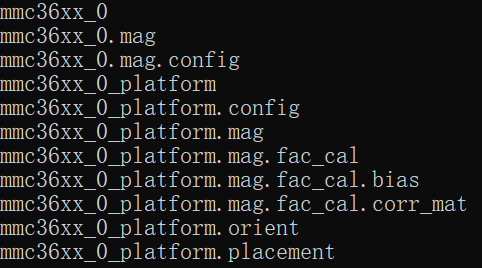 mmc36xx_0
mmc36xx_0.mag
mmc36xx_0.mag.config
mmc36xx_0_platform
mmc36xx_0_platform.config
mmc36xx_0_platform.mag
mmc36xx_0_platform.mag.fac_cal
mmc36xx_0_platform.mag.fac_cal.bias
mmc36xx_0_platform.mag.fac_cal.corr_mat
mmc36xx_0_platform.orient
mmc36xx_0_platform.placement